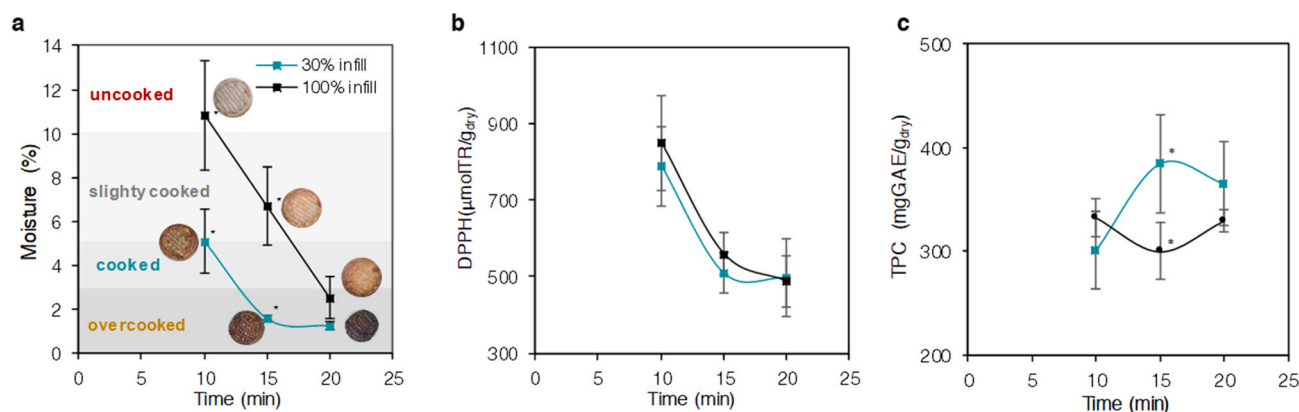 a
14
12
10
8
6
4
2
0
Moisture (%)
30% infill
100% infill
uncooked
slighty cooked
cooked
overcooked
*
*
*
*
0 5 10 15 20 25
Time (min)
b
1100
900
700
500
300
DPPH(µmolTR/gdry)
0 5 10 15 20 25
Time (min)
c
500
400
300
200
TPC (mgGAE/gdry)
*
*
0 5 10 15 20 25
Time (min)